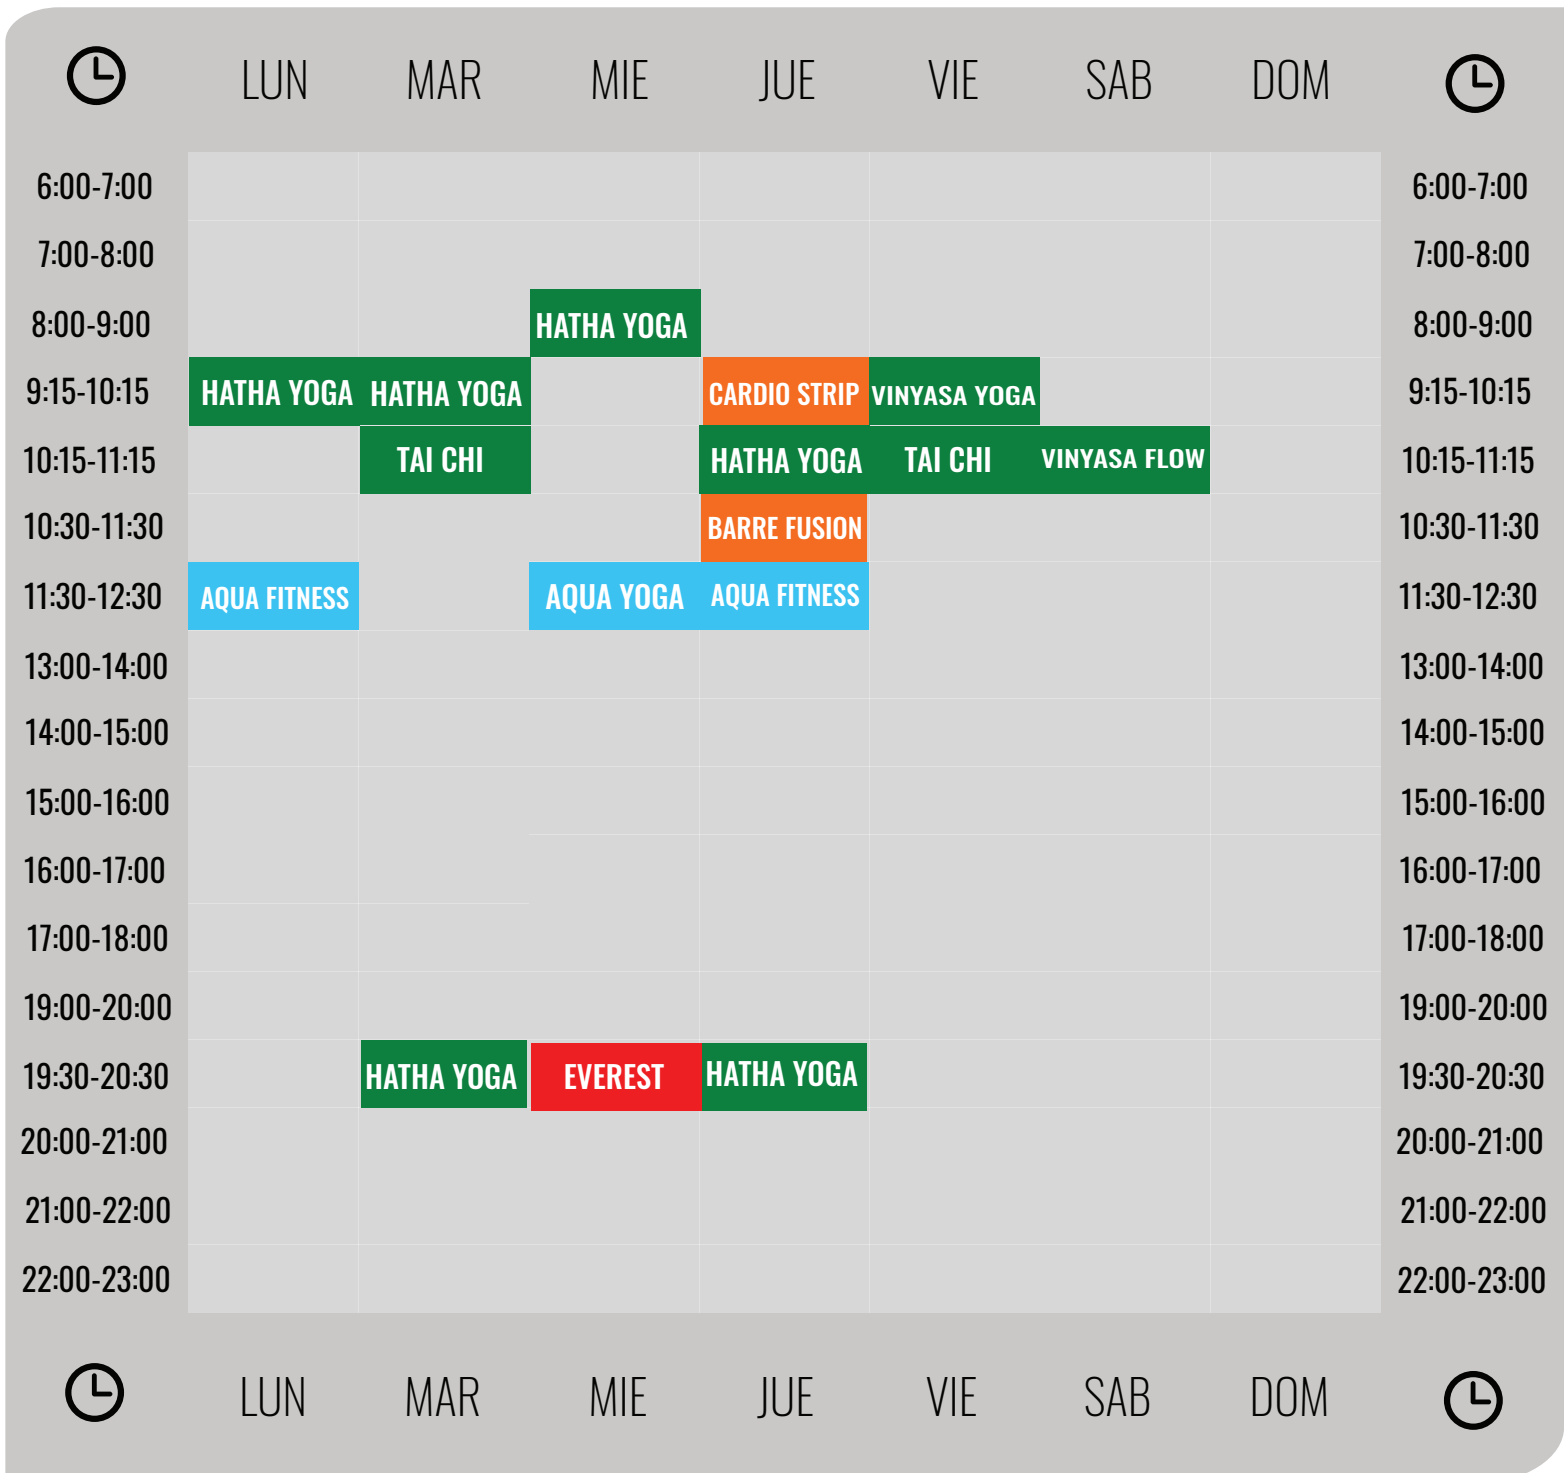 LUN MAR MIE JUE VIE SAB DOM
6:00-7:00 6:00-7:00
7:00-8:00 7:00-8:00
8:00-9:00 HATHA YOGA 8:00-9:00
9:15-10:15 HATHA YOGA HATHA YOGA CARDIO STRIP VINYASA YOGA 9:15-10:15
10:15-11:15 TAI CHI HATHA YOGA TAI CHI VINYASA FLOW 10:15-11:15
10:30-11:30 BARRE FUSION 10:30-11:30
11:30-12:30 AQUA FITNESS AQUA YOGA AQUA FITNESS 11:30-12:30
13:00-14:00 13:00-14:00
14:00-15:00 14:00-15:00
15:00-16:00 15:00-16:00
16:00-17:00 16:00-17:00
17:00-18:00 17:00-18:00
19:00-20:00 19:00-20:00
19:30-20:30 HATHA YOGA EVEREST HATHA YOGA 19:30-20:30
20:00-21:00 20:00-21:00
21:00-22:00 21:00-22:00
22:00-23:00 22:00-23:00
LUN MAR MIE JUE VIE SAB DOM